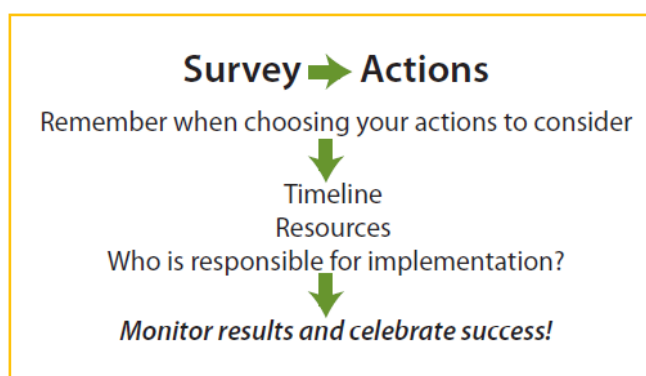 Survey Actions
Remember when choosing your actions to consider
Timeline
Resources
Who is responsible for implementation?
Monitor results and celebrate success!